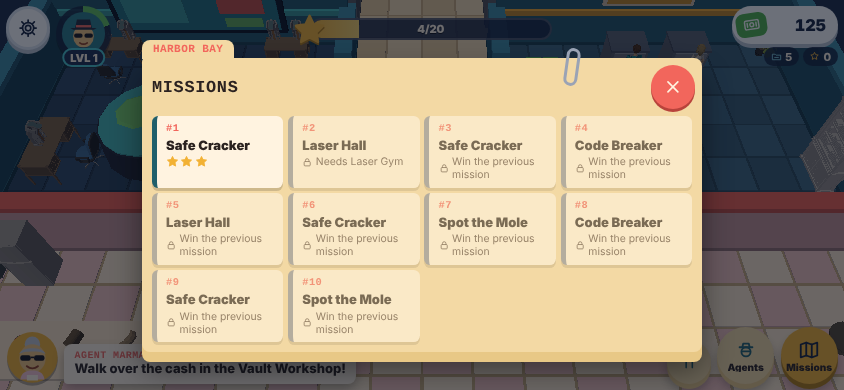 4/20
125
LVL 1
5
0
HARBOR BAY
MISSIONS
#1
Safe Cracker
#2
Laser Hall
Needs Laser Gym
#3
Safe Cracker
Win the previous
mission
#4
Code Breaker
Win the previous
mission
#5
Laser Hall
Win the previous
mission
#6
Safe Cracker
Win the previous
mission
#7
Spot the Mole
Win the previous
mission
#8
Code Breaker
Win the previous
mission
#9
Safe Cracker
Win the previous
mission
#10
Spot the Mole
Win the previous
mission
AGENT MARMA
Walk over the cash in the Vault Workshop!
Agents
Missions